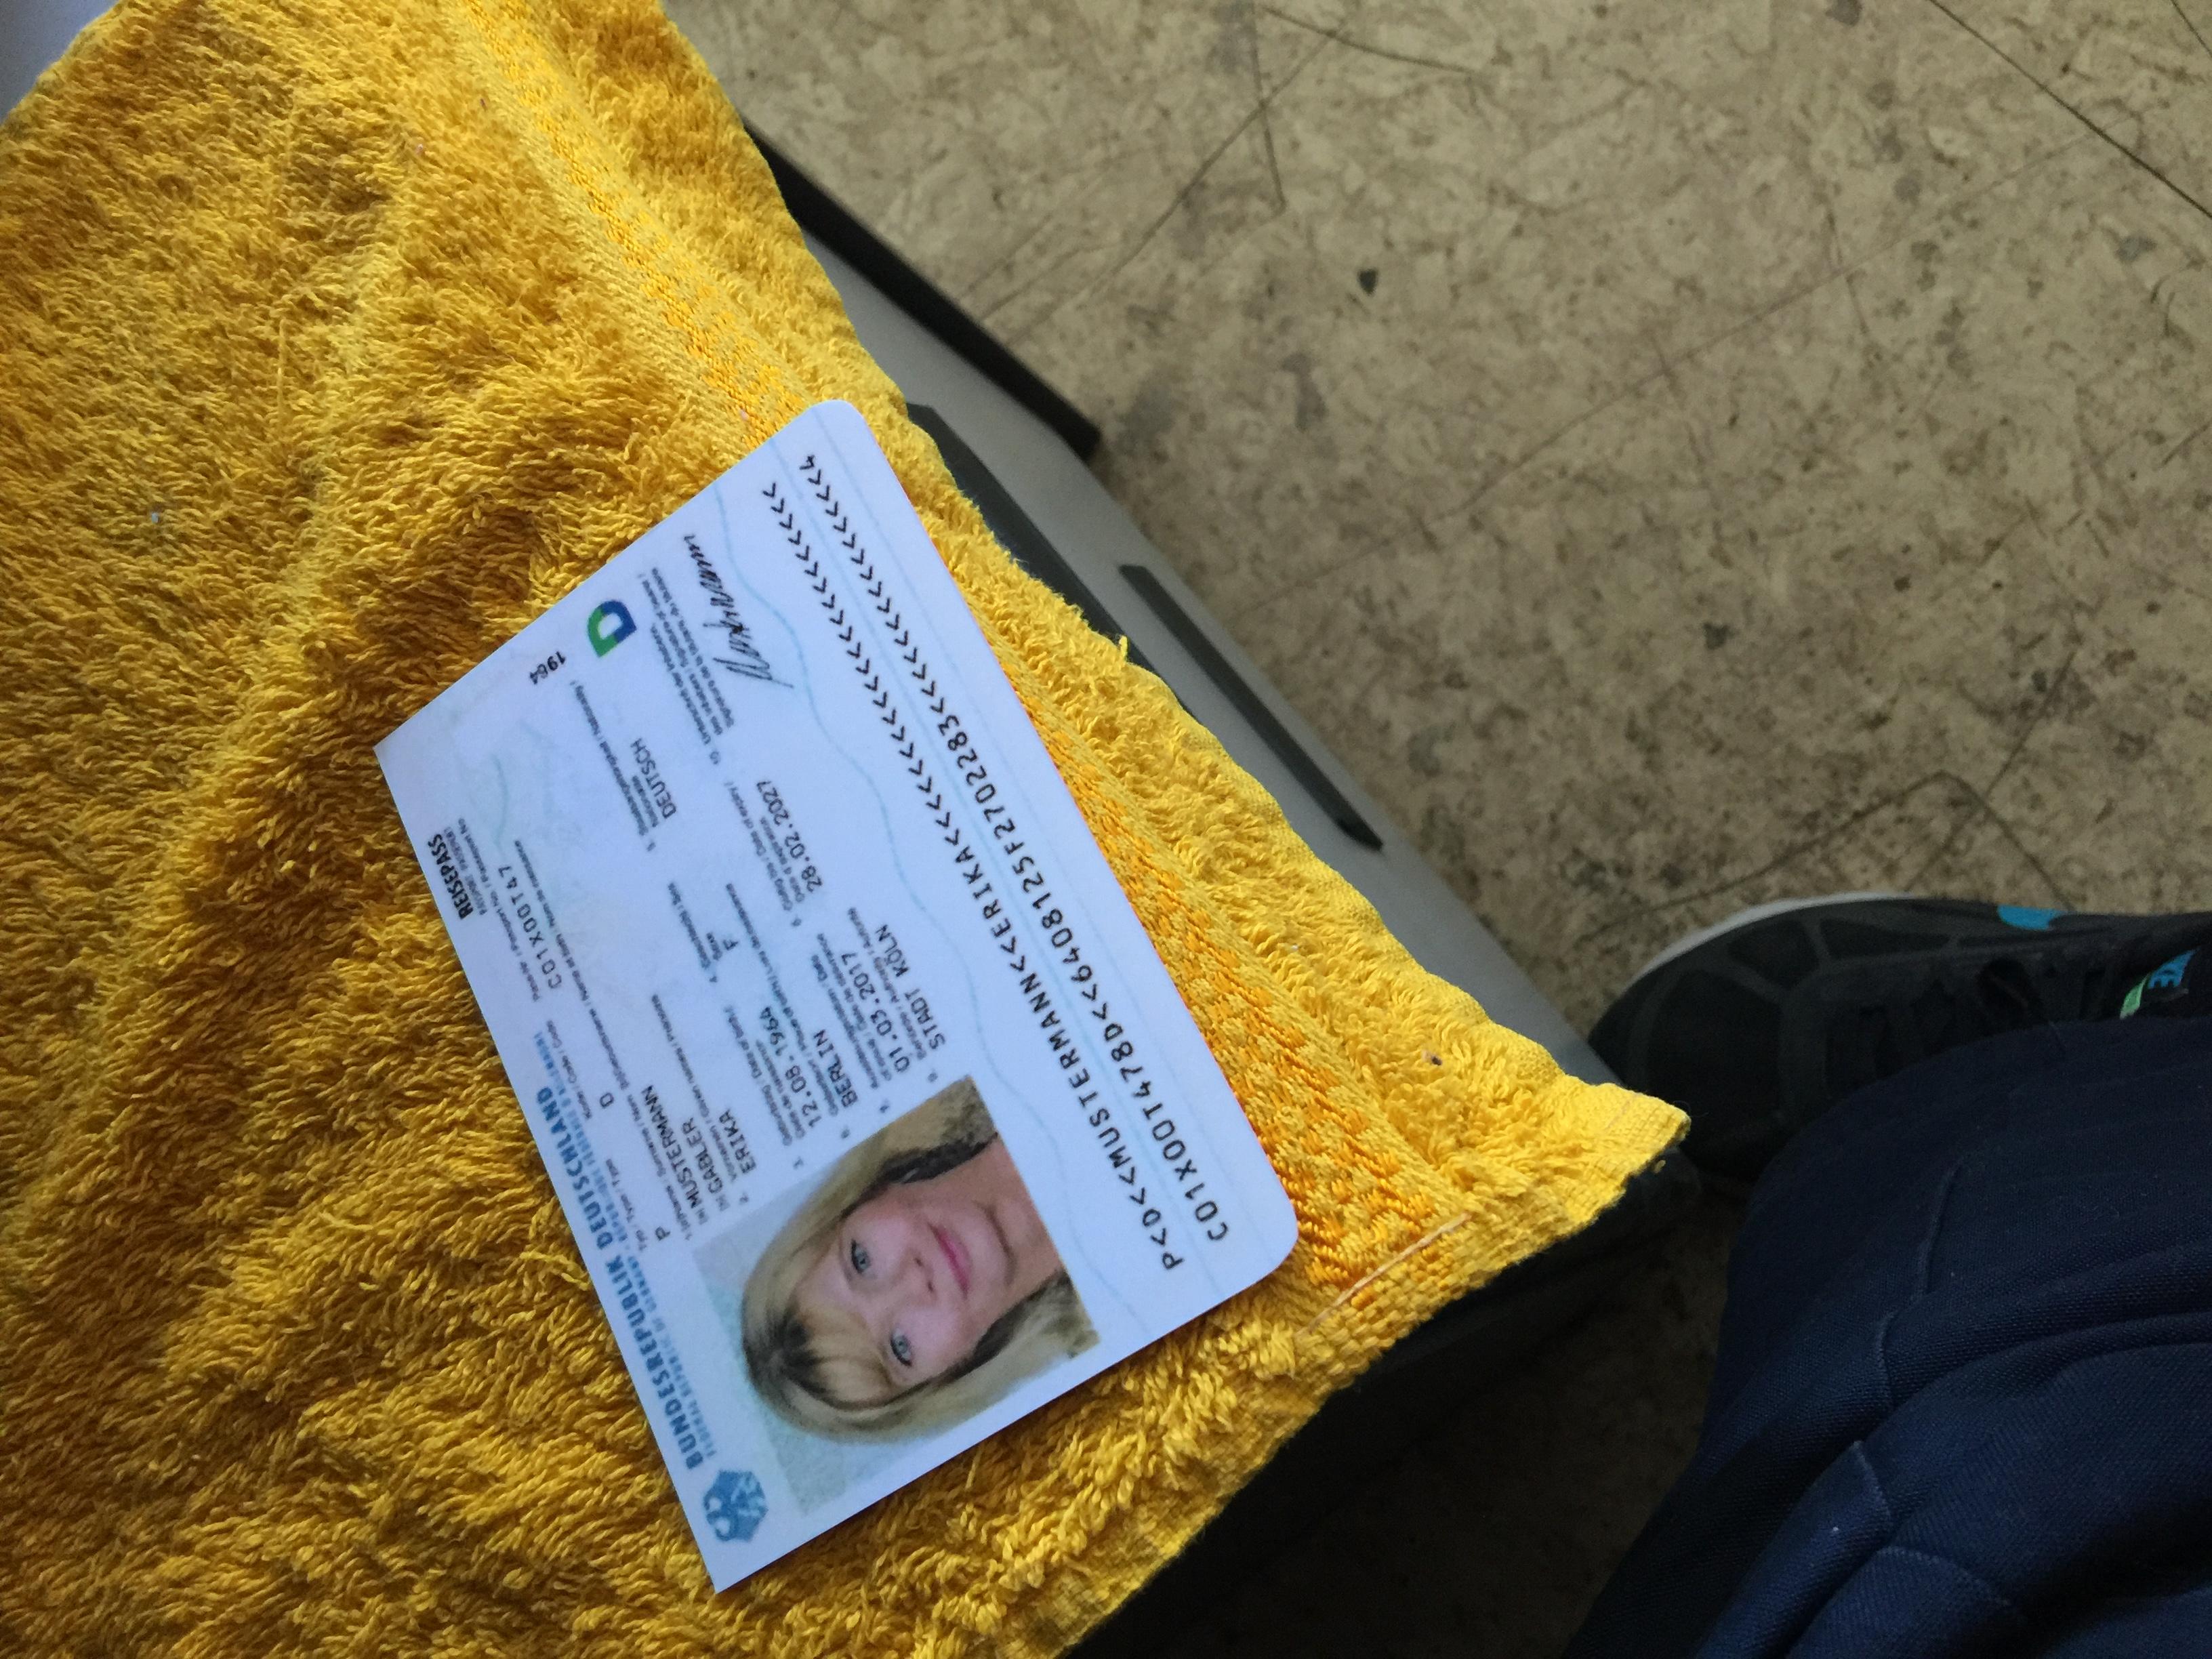 REISEPASS
PASSPORT · PASSEPORT
BUNDESREPUBLIK DEUTSCHLAND
FEDERAL REPUBLIC OF GERMANY · RÉPUBLIQUE FÉDÉRALE D'ALLEMAGNE
Typ / Type / Type Kode / Code / Code Pass-Nr. / Passport No. / Passeport No
P D C01X00T47
1. [a]Name / Surname / Nom [b]Geburtsname / Name at birth / Nom de naissance
[a] MUSTERMANN
[b] GABLER
2. Vornamen / Given names / Prénoms
ERIKA
3. Geburtstag / Date of birth / Date de naissance
12.08.1964
4. Geschlecht / Sex / Sexe
F
5. Staatsangehörigkeit / Nationality / Nationalité
DEUTSCH
6. Geburtsort / Place of birth / Lieu de naissance
BERLIN
7. Ausstellungsdatum / Date of issue / Date de délivrance
01.03.2017
8. Gültig bis / Date of expiry / Date d'expiration
28.02.2027
9. Behörde / Authority / Autorité
STADT KÖLN
10. Unterschrift der Inhaberin, des Inhabers / Signature of bearer / Signature de la titulaire, du titulaire
Mustermann
1964
D
P<D<<MUSTERMANN<<ERIKA<<<<<<<<<<<<<<<<<<<<<<
C01X00T478D<<6408125F2702283<<<<<<<<<<<<<<<4